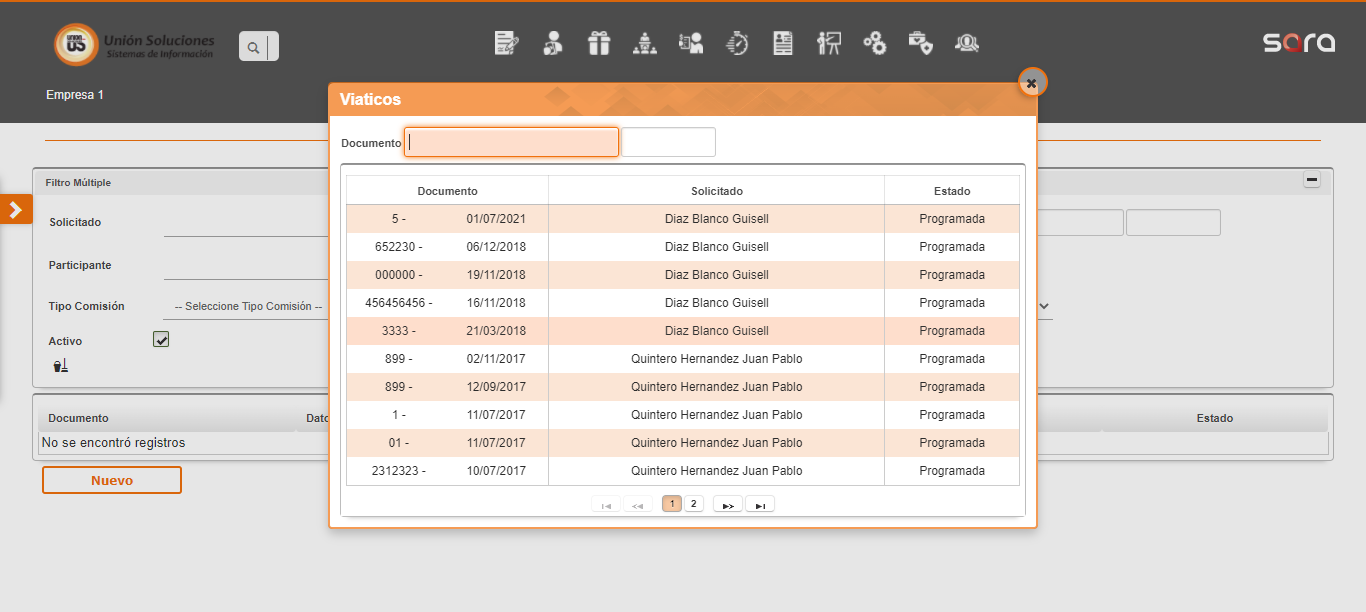 UNION
US
Unión Soluciones
Sistemas de Información
sara
Empresa 1
Viaticos
Documento
Documento Solicitado Estado
5 - 01/07/2021 Diaz Blanco Guisell Programada
652230 - 06/12/2018 Diaz Blanco Guisell Programada
000000 - 19/11/2018 Diaz Blanco Guisell Programada
456456456 - 16/11/2018 Diaz Blanco Guisell Programada
3333 - 21/03/2018 Diaz Blanco Guisell Programada
899 - 02/11/2017 Quintero Hernandez Juan Pablo Programada
899 - 12/09/2017 Quintero Hernandez Juan Pablo Programada
1 - 11/07/2017 Quintero Hernandez Juan Pablo Programada
01 - 11/07/2017 Quintero Hernandez Juan Pablo Programada
2312323 - 10/07/2017 Quintero Hernandez Juan Pablo Programada
1 2
Filtro Múltiple
Solicitado
Participante
Tipo Comisión -- Seleccione Tipo Comisión --
Activo
Documento Dato Estado
No se encontró registros
Nuevo